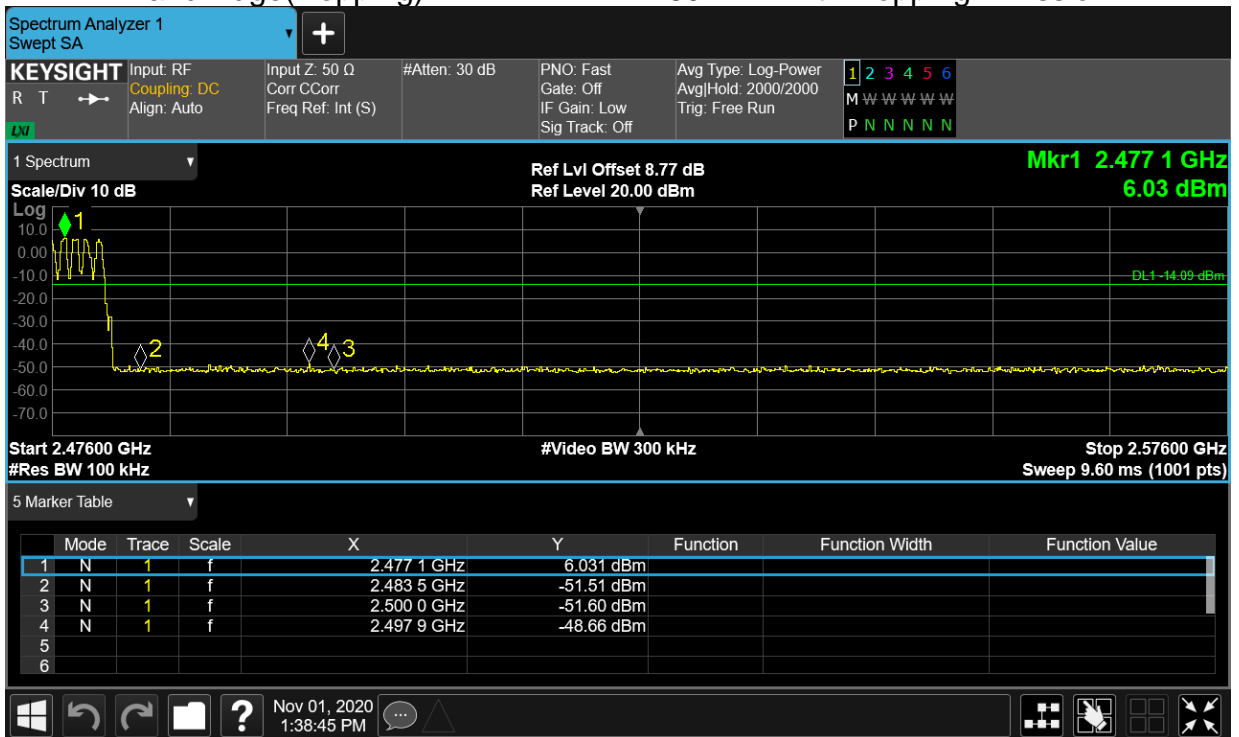 Spectrum Analyzer 1
Swept SA
+
KEYSIGHT Input: RF Input Z: 50 Ω #Atten: 30 dB PNO: Fast Avg Type: Log-Power 1 2 3 4 5 6
R T Coupling: DC Corr CCorr Gate: Off Avg|Hold: 2000/2000 M W W W W W
Align: Auto Freq Ref: Int (S) IF Gain: Low Trig: Free Run
LXI Sig Track: Off P N N N N N
1 Spectrum Ref Lvl Offset 8.77 dB Mkr1 2.477 1 GHz
Scale/Div 10 dB Ref Level 20.00 dBm 6.03 dBm
Log
1
10.0
0.00
-10.0
DL1 -14.09 dBm
-20.0
-30.0
-40.0
2 4 3
-50.0
-60.0
-70.0
Start 2.47600 GHz #Video BW 300 kHz Stop 2.57600 GHz
#Res BW 100 kHz Sweep 9.60 ms (1001 pts)
5 Marker Table
Mode Trace Scale X Y Function Function Width Function Value
1 N 1 f 2.477 1 GHz 6.031 dBm
2 N 1 f 2.483 5 GHz -51.51 dBm
3 N 1 f 2.500 0 GHz -51.60 dBm
4 N 1 f 2.497 9 GHz -48.66 dBm
5
6
? Nov 01, 2020
1:38:45 PM